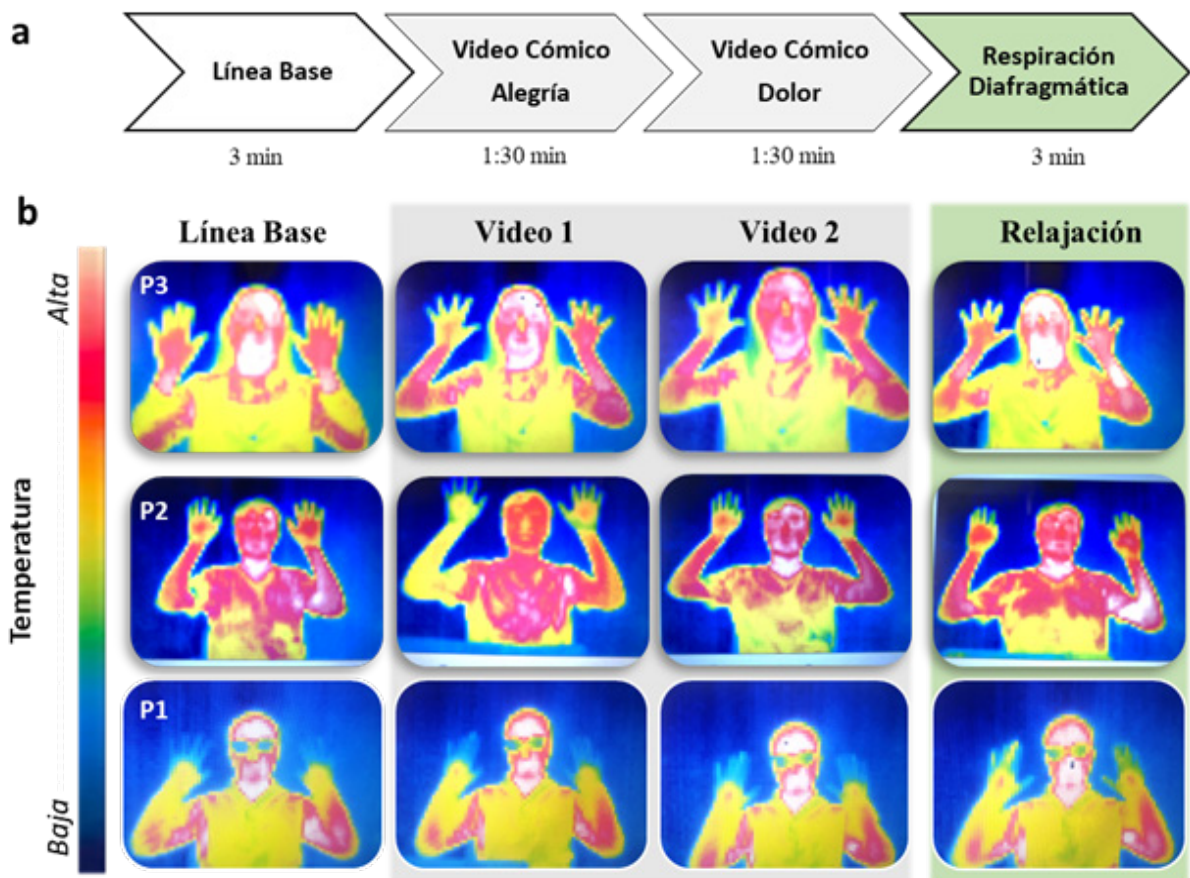 a
Línea Base
Video Cómico
Alegría
Video Cómico
Dolor
Respiración
Diafragmática
3 min
1:30 min
1:30 min
3 min
b
Línea Base
Video 1
Video 2
Relajación
Alta
Temperatura
Baja
P3
P2
P1